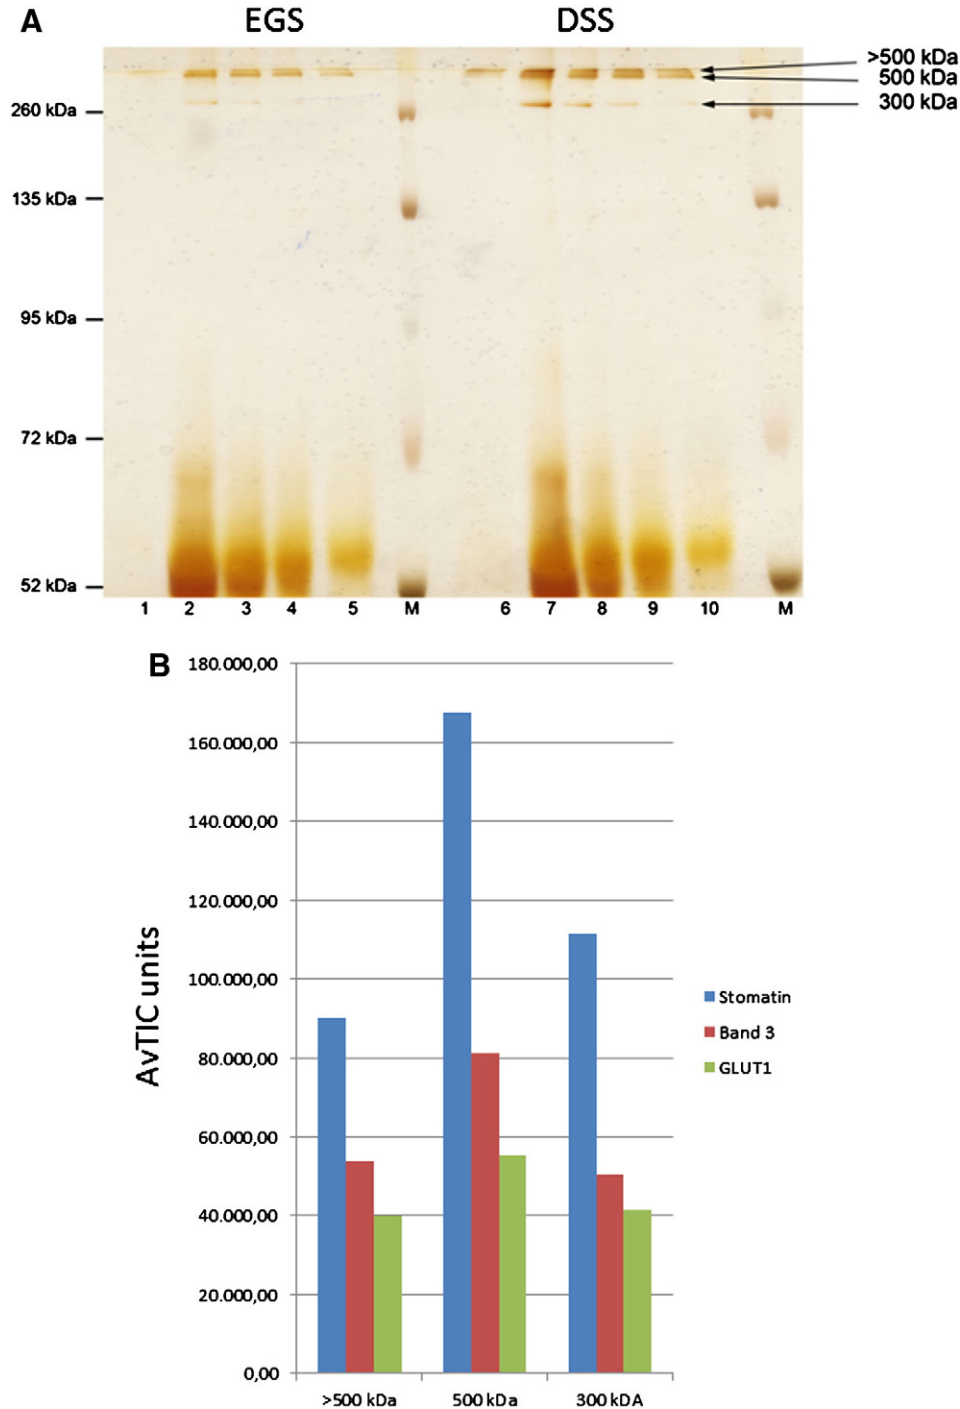 A
EGS DSS
>500 kDa
500 kDa
300 kDa
260 kDa
135 kDa
95 kDa
72 kDa
52 kDa
1 2 3 4 5 M 6 7 8 9 10 M
B
180.000,00
160.000,00
140.000,00
120.000,00
100.000,00
80.000,00
60.000,00
40.000,00
20.000,00
0,00
AvTIC units
Stomatin
Band 3
GLUT1
>500 kDa 500 kDa 300 kDA